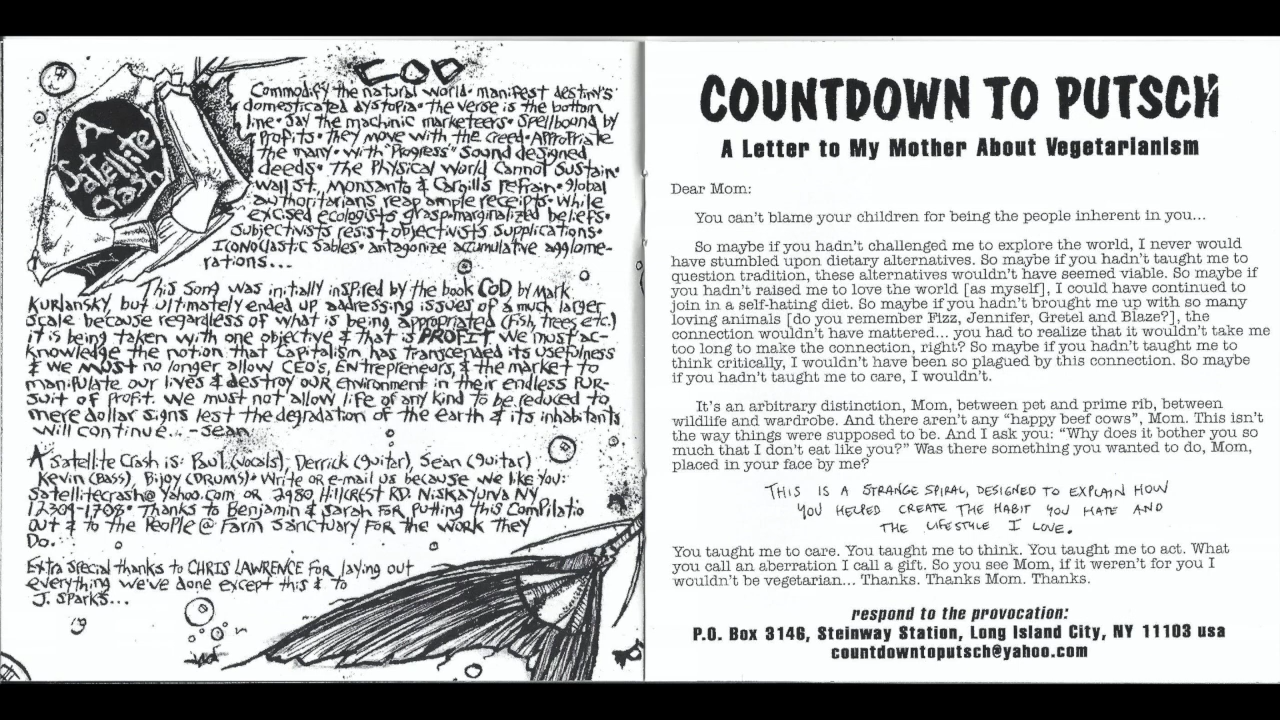 A
Satellite
Crash
COD
Commodify the natural world • manifest destiny's
domesticated dystopia • the verse is the bottom
line • say the machinic marketeers • spellbound by
profits • they move with the creed • Appropriate
the many • with "Progress" sound designed
deeds • The Physical World Cannot Sustain •
Wall St., Monsanto & Cargill's refrain • global
authoritarians reap ample receipts • while
excised ecologists grasp marginalized beliefs •
subjectivists resist objectivists supplications •
Iconoclastic sables • antagonize accumulative agglome-
rations...
This song was initially inspired by the book COD by Mark
Kurlansky, but ultimately ended up addressing issues of a much larger
scale because regardless of what is being appropriated (fish, trees etc.)
it is being taken with one objective & that is PROFIT. We must ac-
knowledge the notion that Capitalism has transcended its usefulness
& we MUST no longer allow CEO's, Entrepreneurs, & the market to
manipulate our lives & destroy OUR environment in their endless PUR-
suit of profit. We must not allow life of any kind to be reduced to
mere dollar signs lest the degradation of the earth & its inhabitants
will continue... -Sean
A Satellite Crash is: Paul (vocals), Derrick (guitar), Sean (guitar)
Kevin (Bass), Bijoy (DRUMS) • Write or e-mail us because we like you:
Satellitecrash@yahoo.com OR 2980 Hillcrest RD. Niskayuna NY
12309-1708 • Thanks to Benjamin & Sarah FOR putting this Compilatio
out & to the People @ Farm Sanctuary FOR the work they
Do.
Extra special thanks to CHRIS LAWRENCE FOR laying out
everything we've done except this & to
J. Sparks...
COUNTDOWN TO PUTSCH
A Letter to My Mother About Vegetarianism
Dear Mom:
You can't blame your children for being the people inherent in you...
So maybe if you hadn't challenged me to explore the world, I never would
have stumbled upon dietary alternatives. So maybe if you hadn't taught me to
question tradition, these alternatives wouldn't have seemed viable. So maybe if
you hadn't raised me to love the world [as myself], I could have continued to
join in a self-hating diet. So maybe if you hadn't brought me up with so many
loving animals [do you remember Fizz, Jennifer, Gretel and Blaze?], the
connection wouldn't have mattered... you had to realize that it wouldn't take me
too long to make the connection, right? So maybe if you hadn't taught me to
think critically, I wouldn't have been so plagued by this connection. So maybe
if you hadn't taught me to care, I wouldn't.
It's an arbitrary distinction, Mom, between pet and prime rib, between
wildlife and wardrobe. And there aren't any "happy beef cows", Mom. This isn't
the way things were supposed to be. And I ask you: "Why does it bother you so
much that I don't eat like you?" Was there something you wanted to do, Mom,
placed in your face by me?
THIS IS A STRANGE SPIRAL, DESIGNED TO EXPLAIN HOW
YOU HELPED CREATE THE HABIT YOU HATE AND
THE LIFESTYLE I LOVE.
You taught me to care. You taught me to think. You taught me to act. What
you call an aberration I call a gift. So you see Mom, if it weren't for you I
wouldn't be vegetarian... Thanks. Thanks Mom. Thanks.
respond to the provocation:
P.O. Box 3146, Steinway Station, Long Island City, NY 11103 usa
countdowntoputsch@yahoo.com